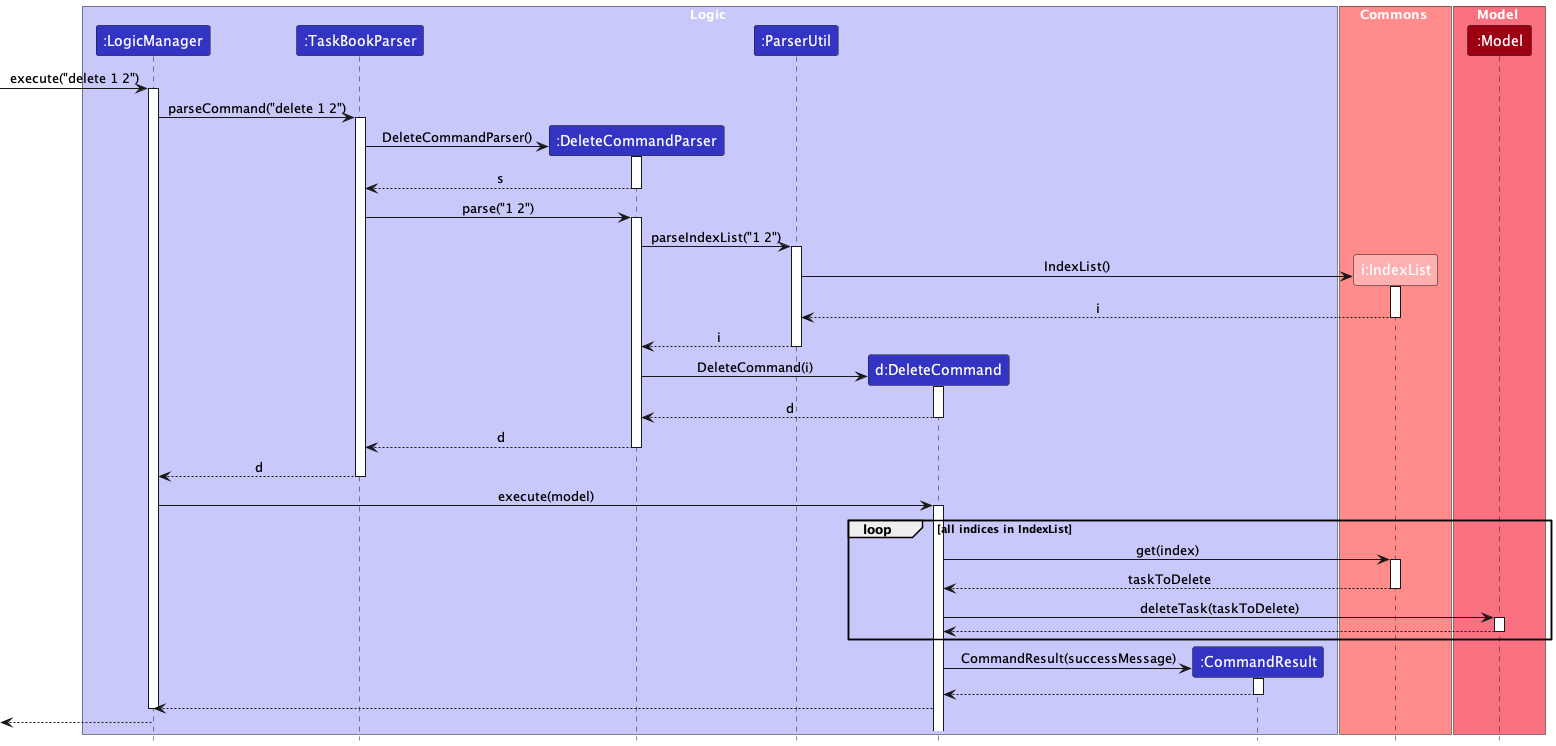 Logic
Commons
Model
:LogicManager
:TaskBookParser
:ParserUtil
:Model
execute("delete 1 2")
parseCommand("delete 1 2")
DeleteCommandParser()
:DeleteCommandParser
s
parse("1 2")
parseIndexList("1 2")
IndexList()
i:IndexList
i
i
DeleteCommand(i)
d:DeleteCommand
d
d
d
execute(model)
loop
[all indices in IndexList]
get(index)
taskToDelete
deleteTask(taskToDelete)
CommandResult(successMessage)
:CommandResult